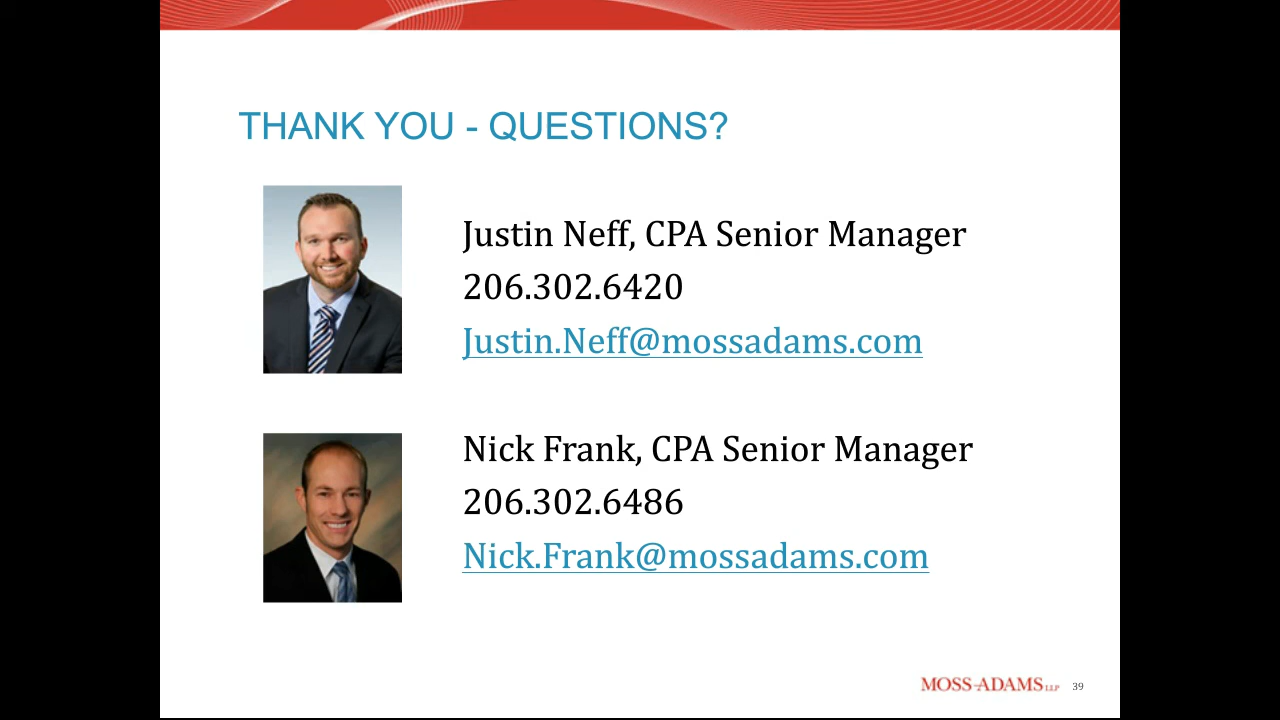 THANK YOU - QUESTIONS?
Justin Neff, CPA Senior Manager
206.302.6420
Justin.Neff@mossadams.com
Nick Frank, CPA Senior Manager
206.302.6486
Nick.Frank@mossadams.com
MOSS-ADAMS LLP 39